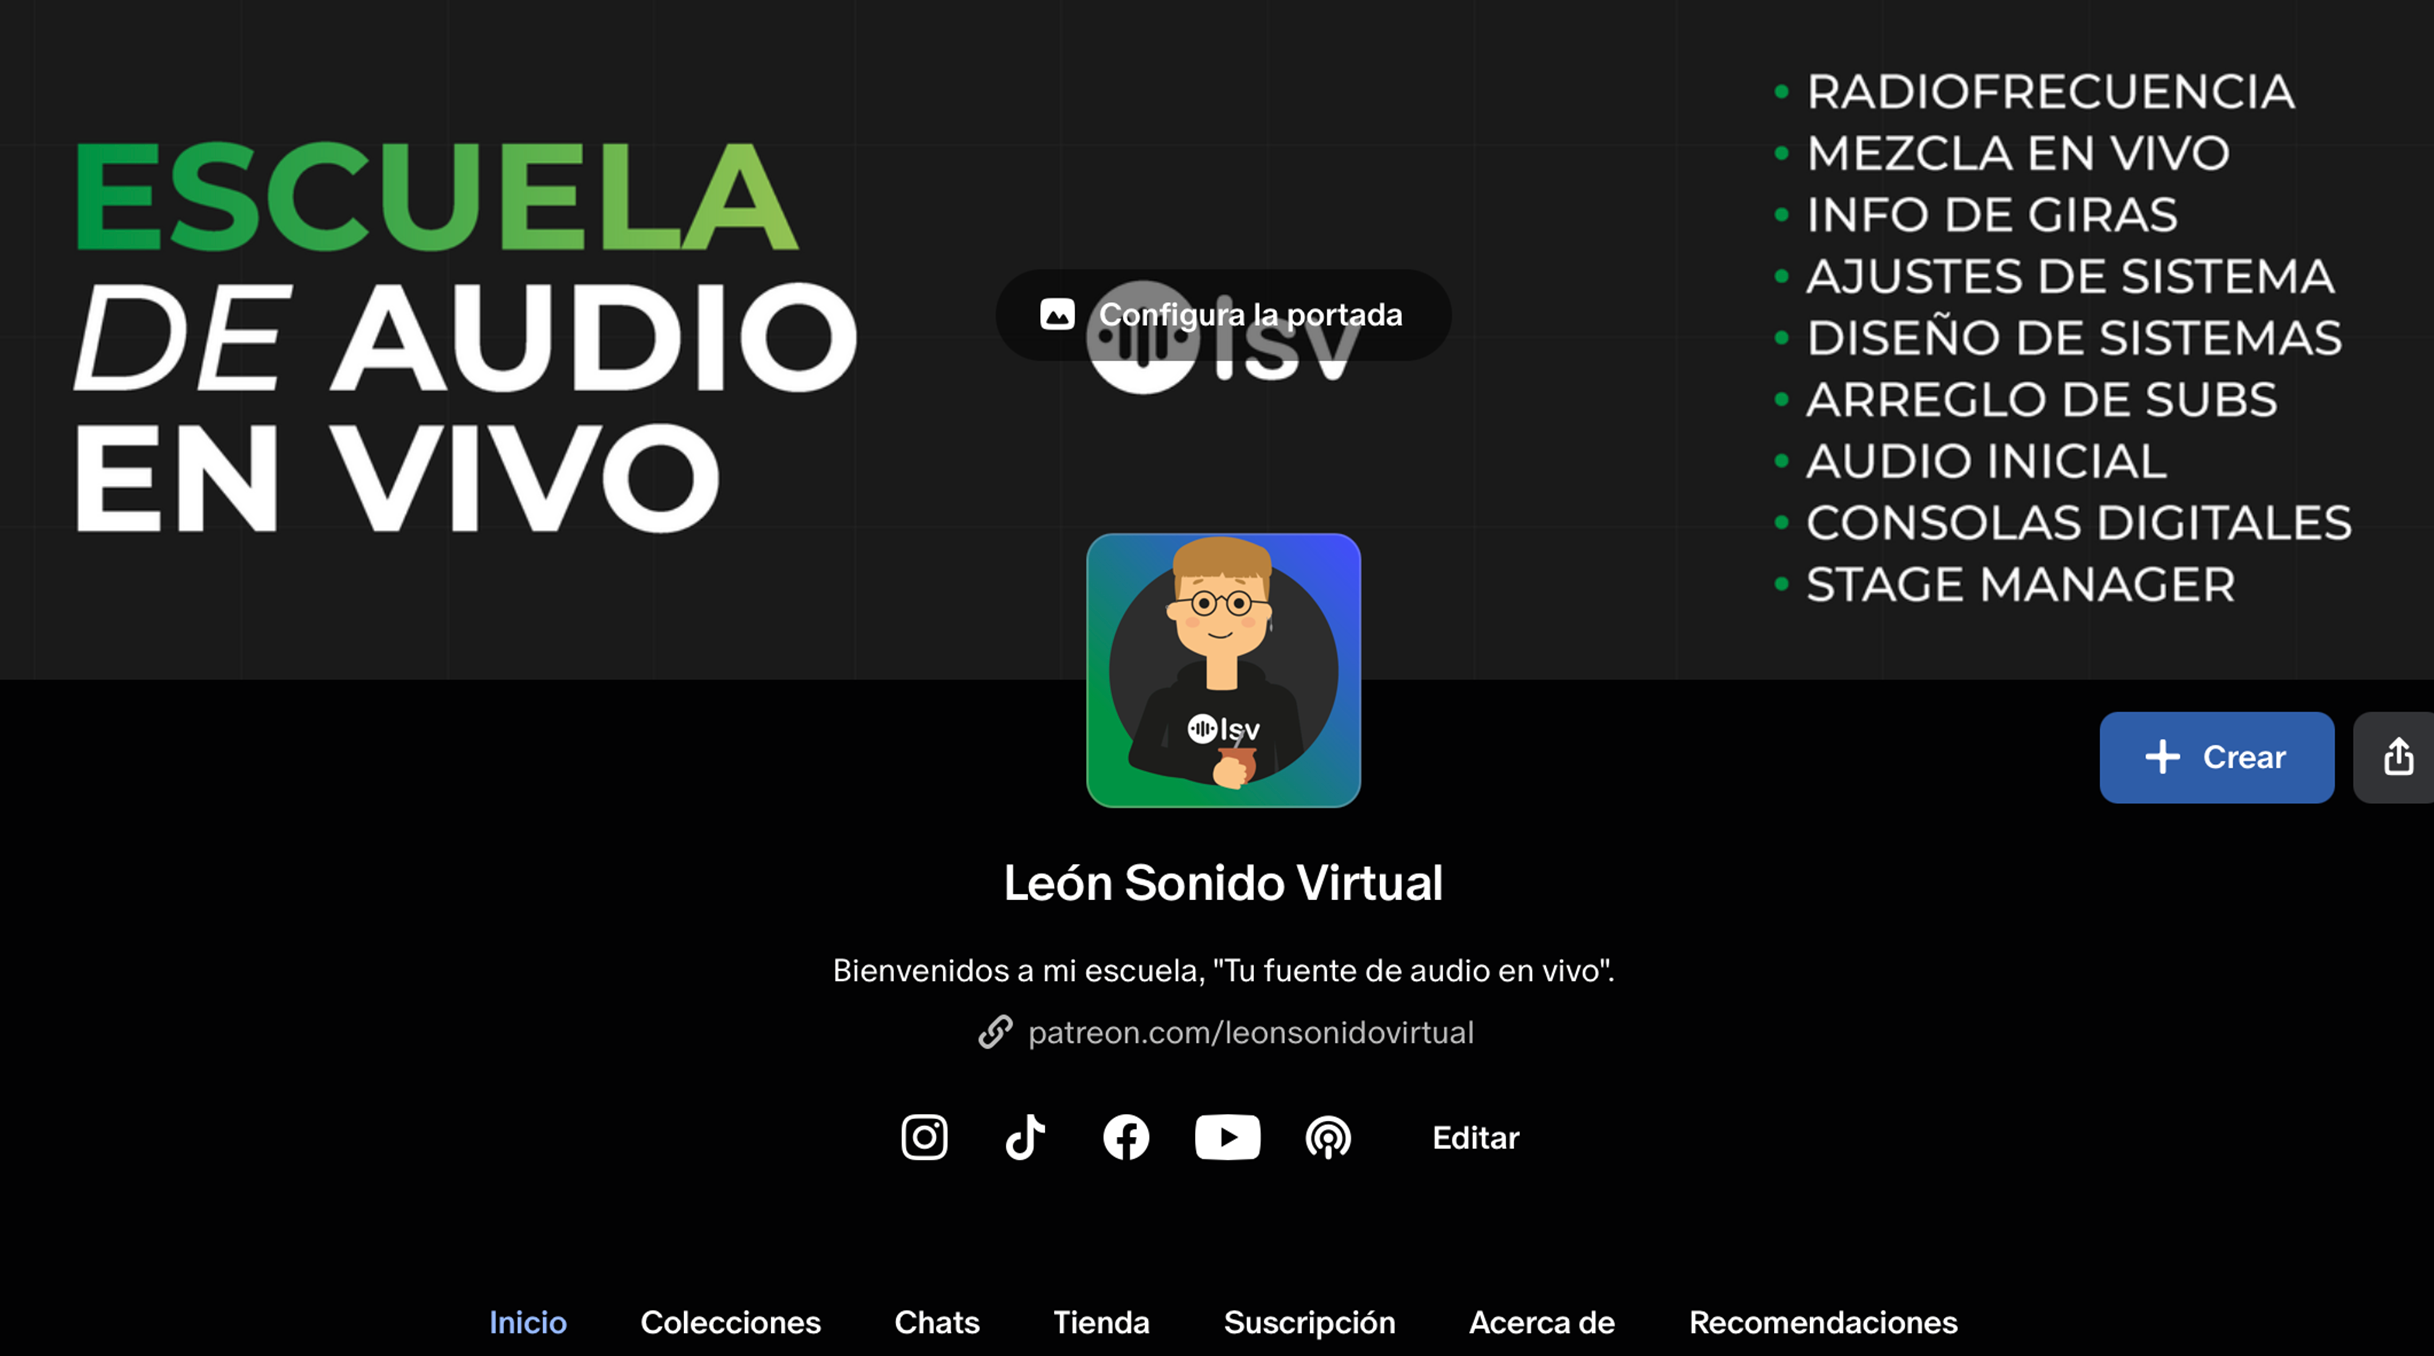 ESCUELA
DE AUDIO
EN VIVO
Configura la portada
lsv
• RADIOFRECUENCIA
• MEZCLA EN VIVO
• INFO DE GIRAS
• AJUSTES DE SISTEMA
• DISEÑO DE SISTEMAS
• ARREGLO DE SUBS
• AUDIO INICIAL
• CONSOLAS DIGITALES
• STAGE MANAGER
lsv
Crear
León Sonido Virtual
Bienvenidos a mi escuela, "Tu fuente de audio en vivo".
patreon.com/leonsonidovirtual
Editar
Inicio Colecciones Chats Tienda Suscripción Acerca de Recomendaciones